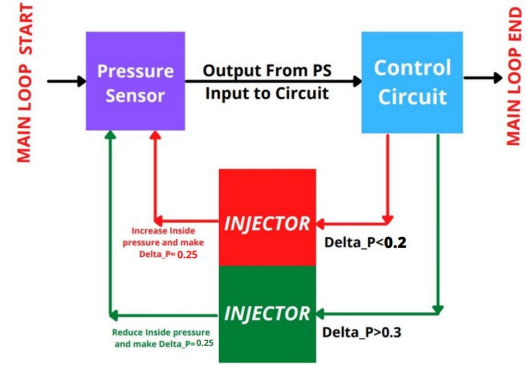 MAIN LOOP START
Pressure
Sensor
Output From PS
Input to Circuit
Control
Circuit
MAIN LOOP END
INJECTOR
Increase Inside
pressure and make
Delta_P= 0.25
Delta_P<0.2
INJECTOR
Reduce Inside pressure
and make Delta_P=0.25
Delta_P>0.3